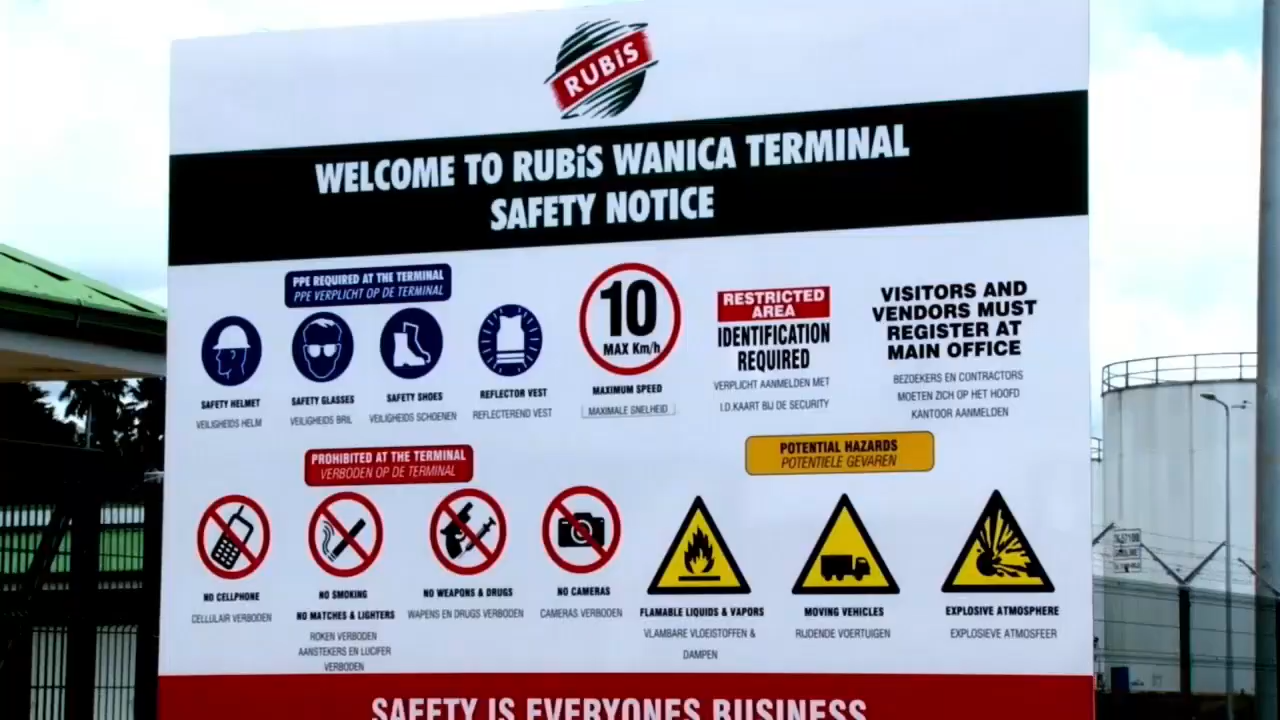 RUBiS
WELCOME TO RUBiS WANICA TERMINAL
SAFETY NOTICE
PPE REQUIRED AT THE TERMINAL
PPE VERPLICHT OP DE TERMINAL
SAFETY HELMET
VEILIGHEIDS HELM
SAFETY GLASSES
VEILIGHEIDS BRIL
SAFETY SHOES
VEILIGHEIDS SCHOENEN
REFLECTOR VEST
REFLECTEREND VEST
10
MAX Km/h
MAXIMUM SPEED
MAXIMALE SNELHEID
RESTRICTED
AREA
IDENTIFICATION
REQUIRED
VERPLICHT AANMELDEN MET
I.D.KAART BIJ DE SECURITY
VISITORS AND
VENDORS MUST
REGISTER AT
MAIN OFFICE
BEZOEKERS EN CONTRACTORS
MOETEN ZICH OP HET HOOFD
KANTOOR AANMELDEN
PROHIBITED AT THE TERMINAL
VERBODEN OP DE TERMINAL
NO CELLPHONE
CELLULAIR VERBODEN
NO SMOKING
NO MATCHES & LIGHTERS
ROKEN VERBODEN
AANSTEKERS EN LUCIFER
VERBODEN
NO WEAPONS & DRUGS
WAPENS EN DRUGS VERBODEN
NO CAMERAS
CAMERAS VERBODEN
POTENTIAL HAZARDS
POTENTIELE GEVAREN
FLAMABLE LIQUIDS & VAPORS
VLAMBARE VLOEISTOFFEN &
DAMPEN
MOVING VEHICLES
RIJDENDE VOERTUIGEN
EXPLOSIVE ATMOSPHERE
EXPLOSIEVE ATMOSFEER
SAFETY IS EVERYONES BUSINESS